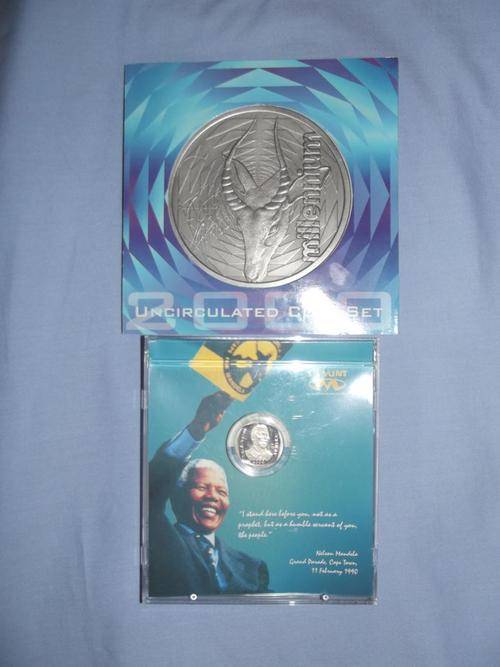 millennium
2000
UNCIRCULATED COIN SET
"I stand here before you, not as a
prophet, but as a humble servant of you,
the people."
Nelson Mandela
Grand Parade, Cape Town,
11 February 1990